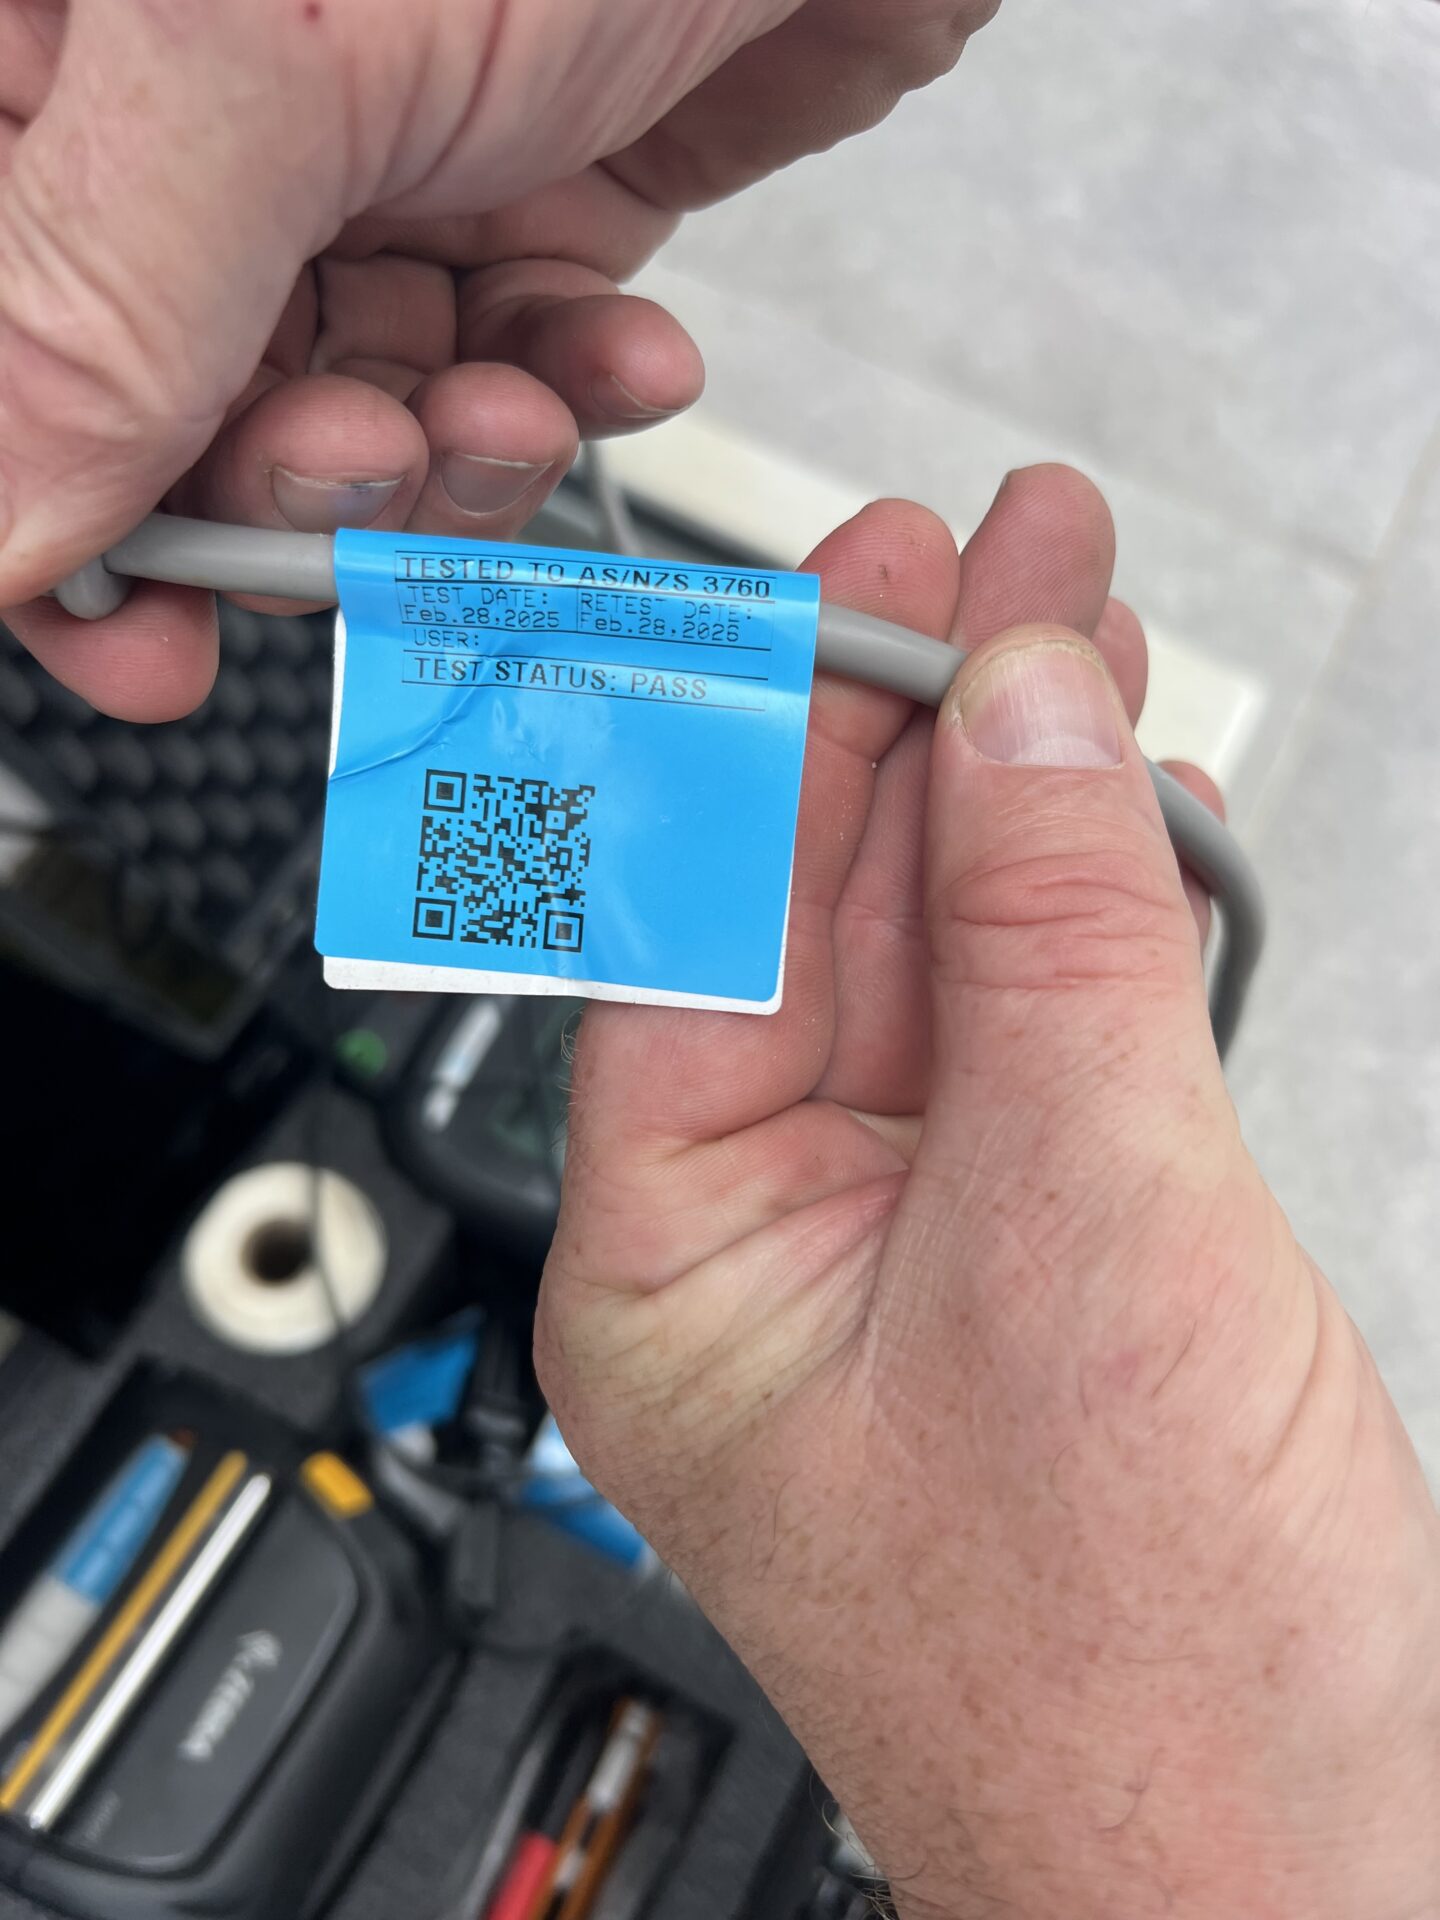 TESTED TO AS/NZS 3760
TEST DATE: RETEST DATE:
Feb.28,2025 Feb.28,2026
USER:
TEST STATUS: PASS
ZEBRA